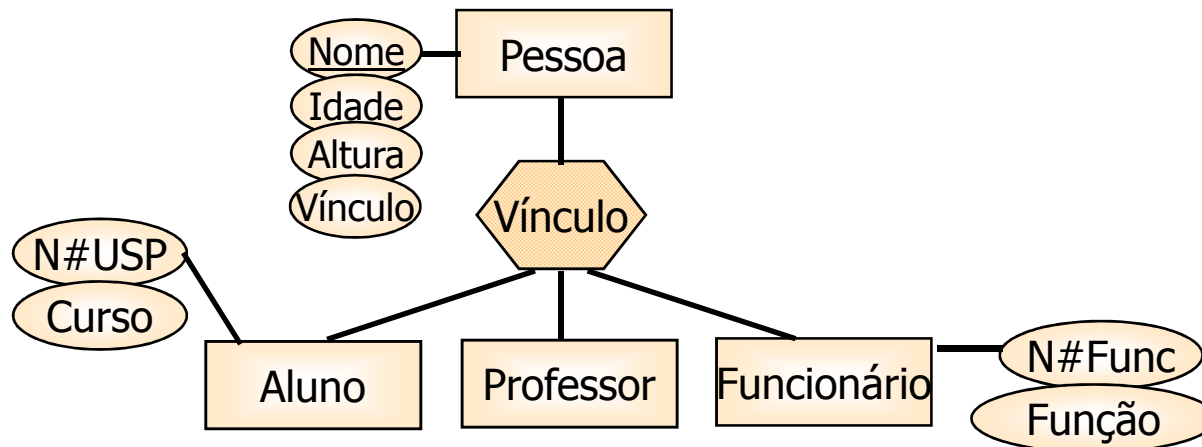 Nome
Pessoa
Idade
Altura
Vínculo
Vínculo
N#USP
Curso
Aluno
Professor
Funcionário
N#Func
Função